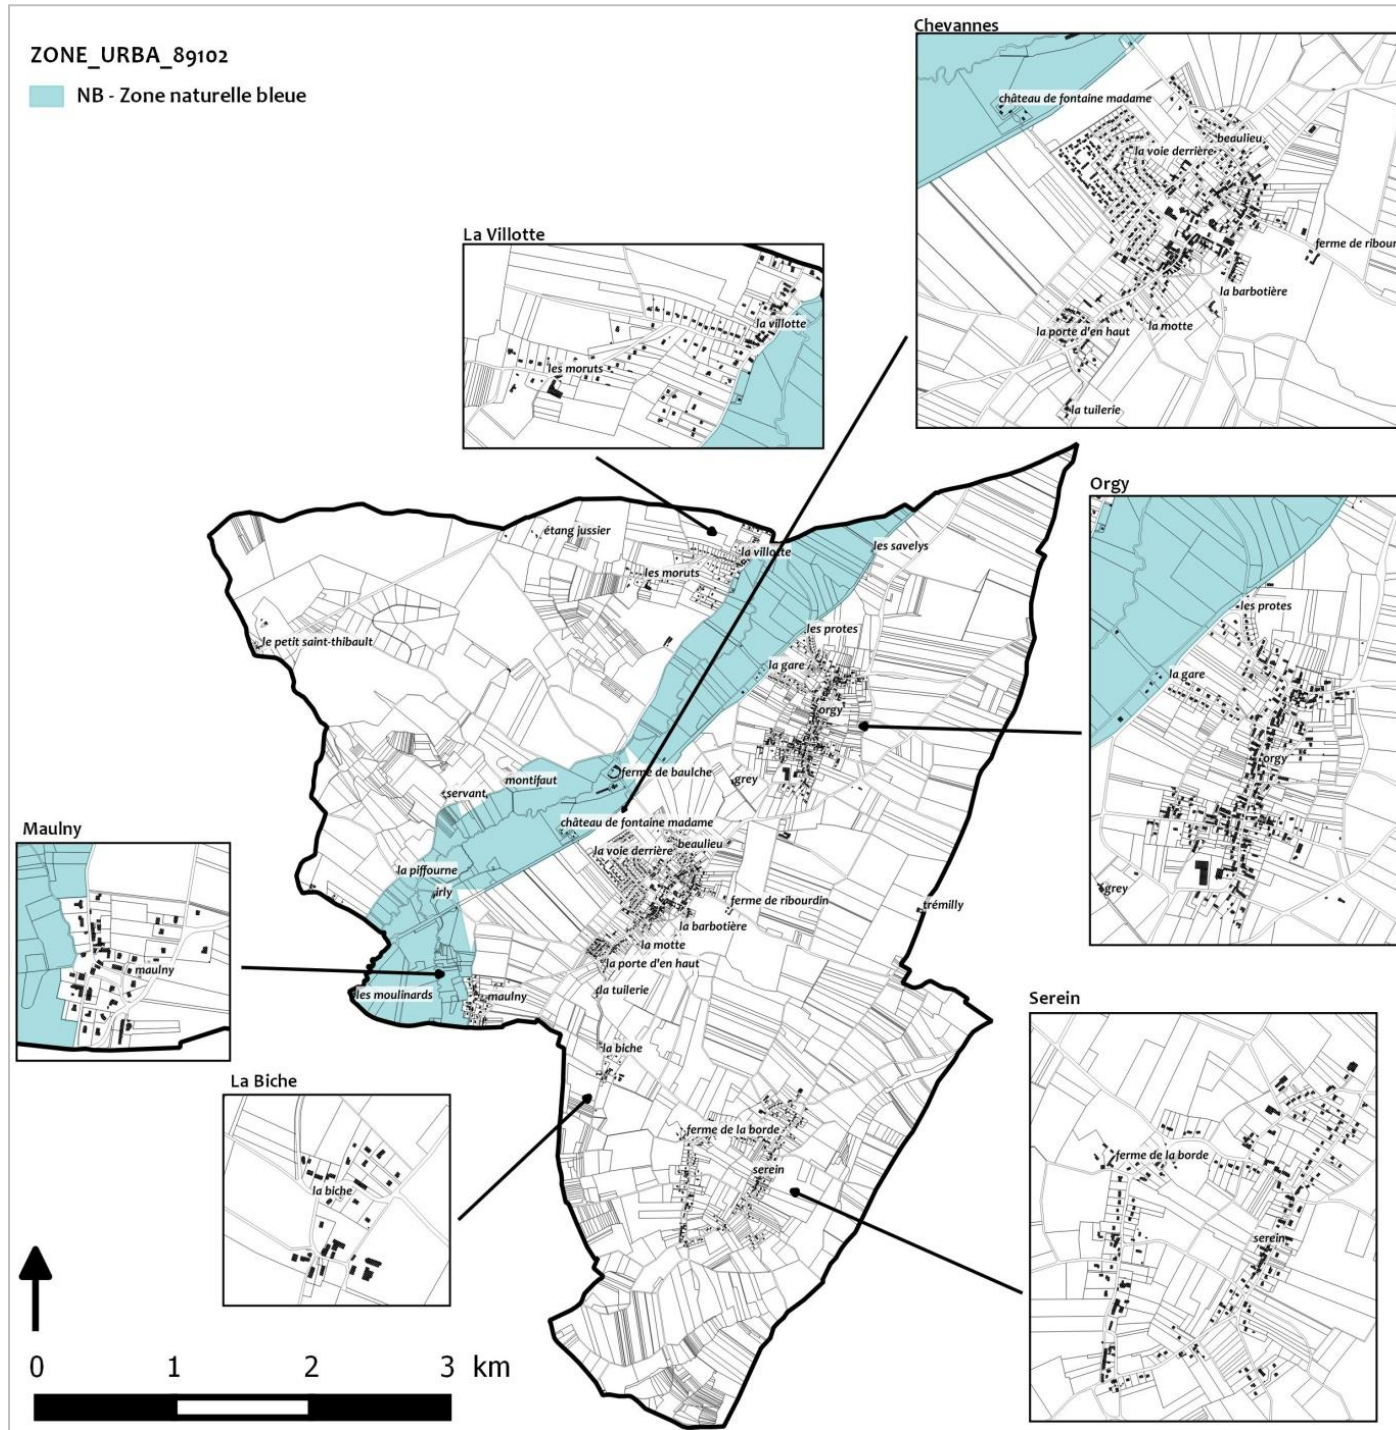 ZONE_URBA_89102
NB - Zone naturelle bleue
Chevannes
château de fontaine madame
beaulieu
la voie derrière
ferme de ribour
la barbotière
la motte
la porte d'en haut
la tuilerie
La Villotte
la villotte
les moruts
Orgy
les protes
la gare
orgy
grey
étang jussier
les savelys
la villotte
les moruts
le petit saint-thibault
les protes
la gare
orgy
montifaut
ferme de baulche
grey
servant
château de fontaine madame
la voie derrière
beaulieu
la piffourne
irly
ferme de ribourdin
trémilly
la barbotière
la motte
la porte d'en haut
les moulinards
maulny
la tuilerie
la biche
ferme de la borde
serein
Maulny
maulny
La Biche
la biche
Serein
ferme de la borde
serein
0 1 2 3 km